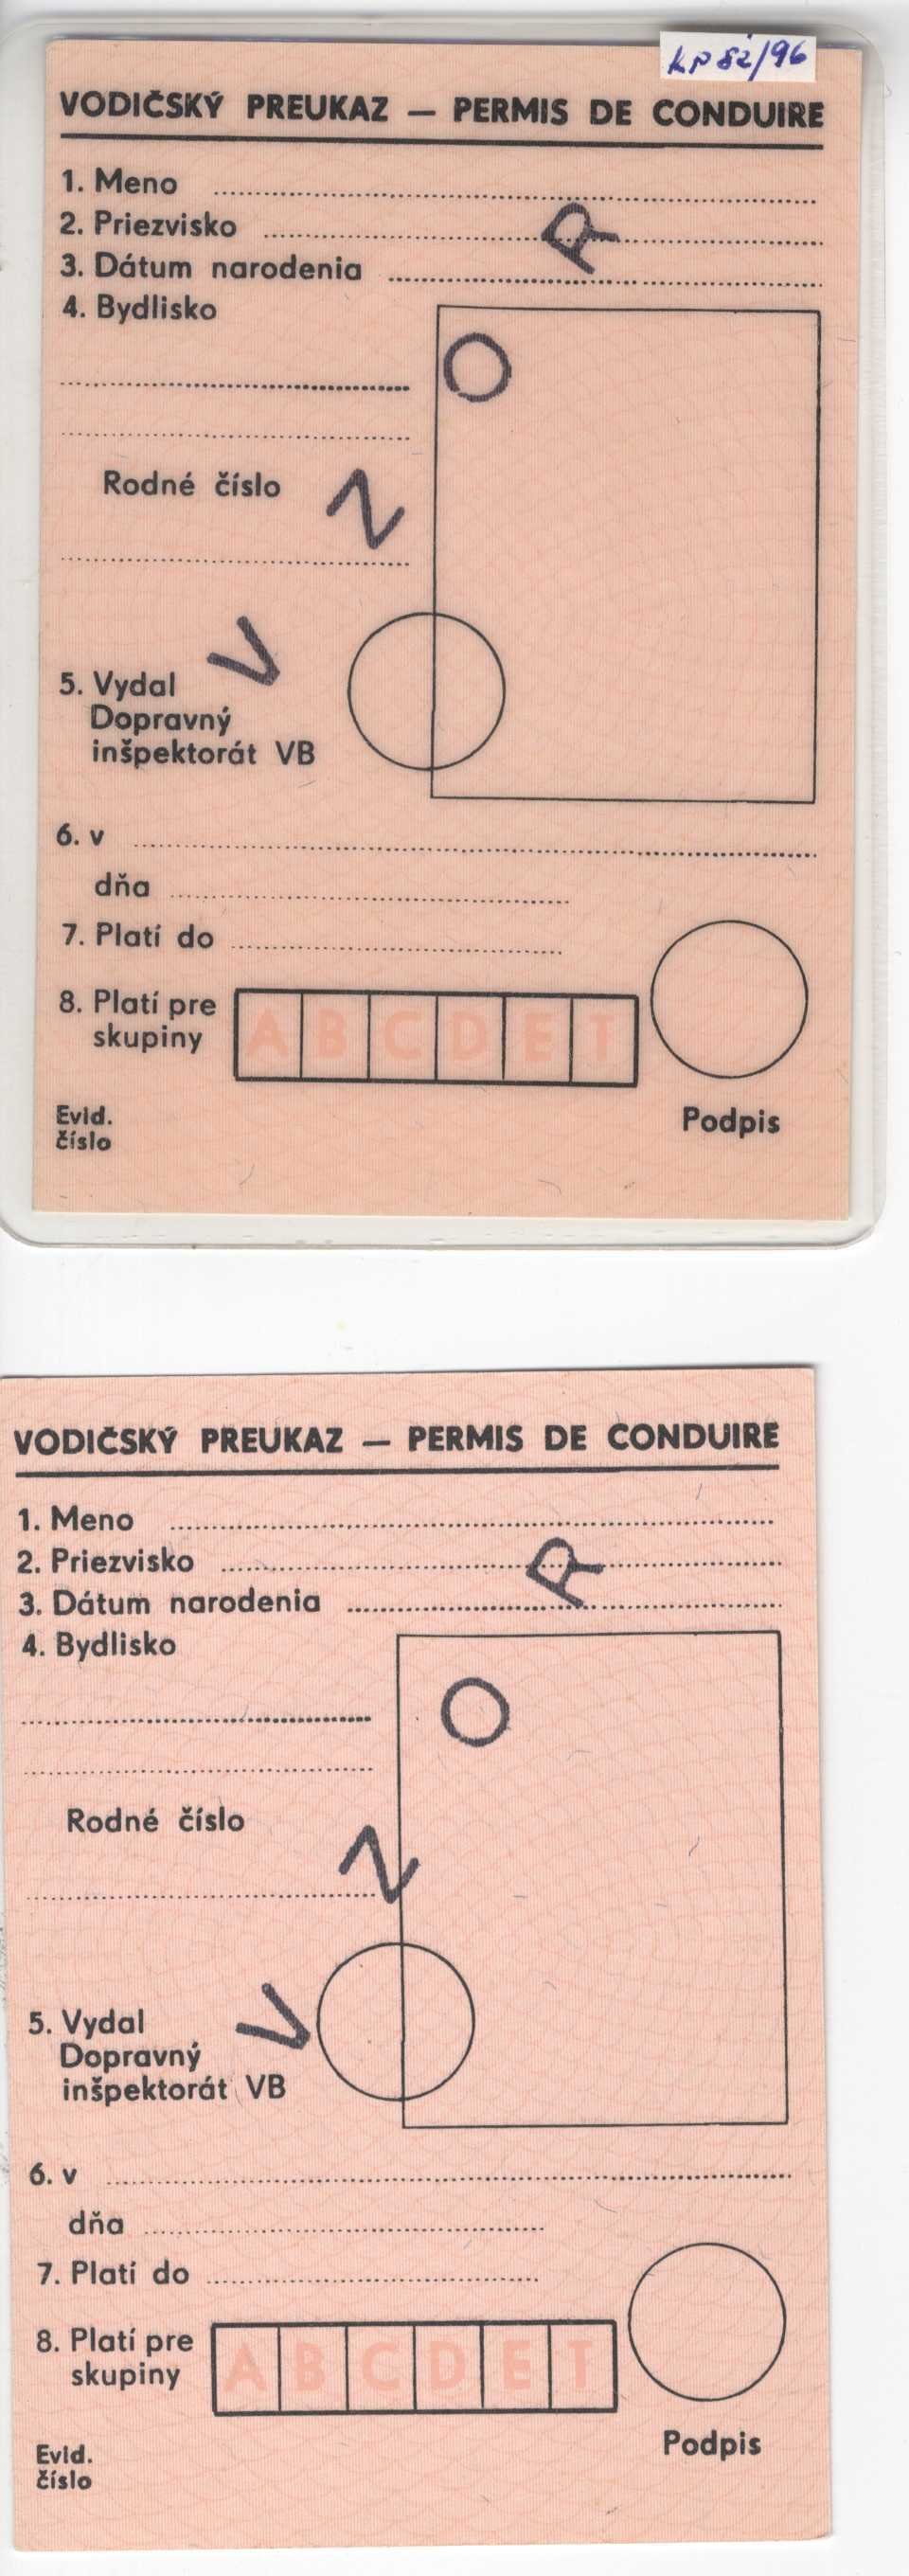 KP 82/96
VODIČSKÝ PREUKAZ — PERMIS DE CONDUIRE
1. Meno
2. Priezvisko
3. Dátum narodenia
4. Bydlisko
Rodné číslo
5. Vydal
Dopravný
inšpektorát VB
6. v
dňa
7. Platí do
8. Platí pre
skupiny
A B C D E T
Evid.
číslo
Podpis
VZOR
VODIČSKÝ PREUKAZ — PERMIS DE CONDUIRE
1. Meno
2. Priezvisko
3. Dátum narodenia
4. Bydlisko
Rodné číslo
5. Vydal
Dopravný
inšpektorát VB
6. v
dňa
7. Platí do
8. Platí pre
skupiny
A B C D E T
Evid.
číslo
Podpis
VZOR